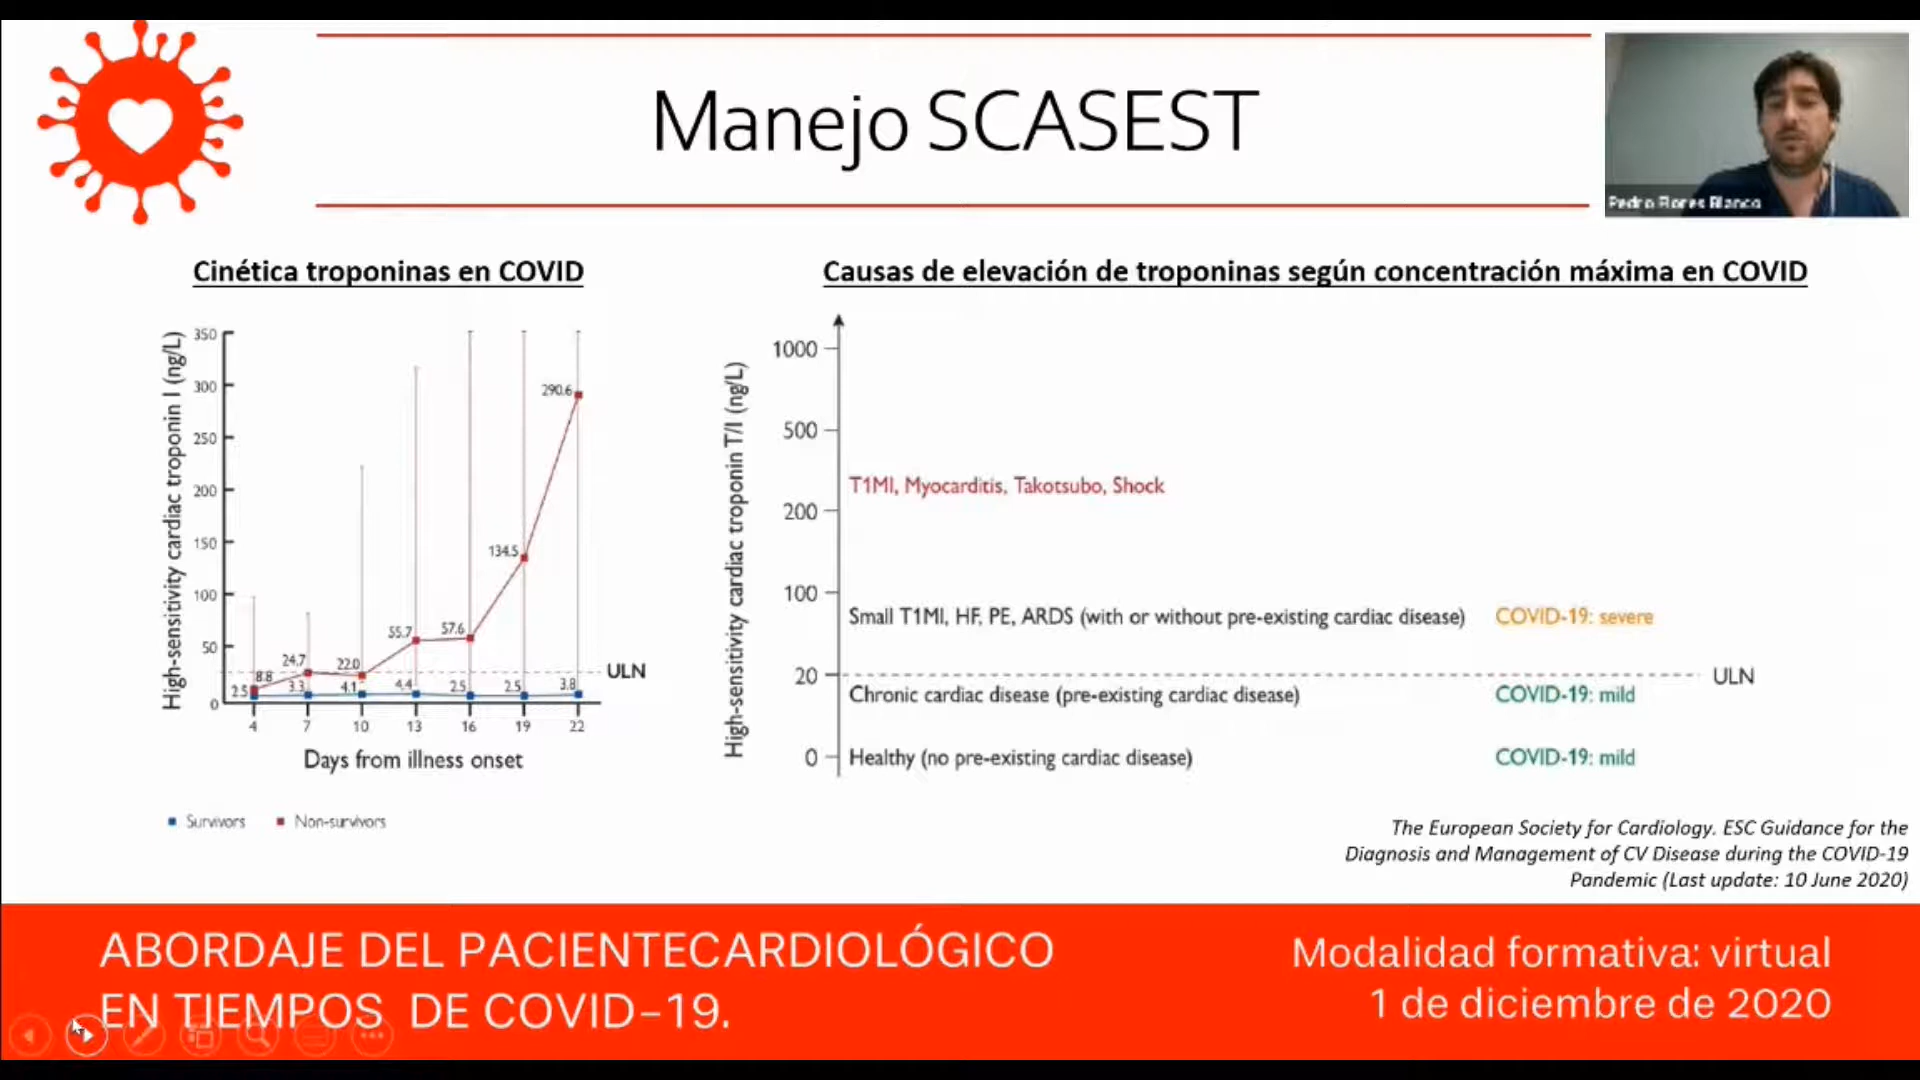 Manejo SCASEST
Pedro Flores Blanco
Cinética troponinas en COVID
Causas de elevación de troponinas según concentración máxima en COVID
High-sensitivity cardiac troponin I (ng/L)
350
300
250
200
150
100
50
0
290.6
134.5
57.6
55.7
22.0
24.7
8.8
2.5
3.3
4.1
4.4
2.5
2.5
3.8
ULN
4 7 10 13 16 19 22
Days from illness onset
Survivors Non-survivors
High-sensitivity cardiac troponin T/I (ng/L)
1000
500
T1MI, Myocarditis, Takotsubo, Shock
200
100
Small T1MI, HF, PE, ARDS (with or without pre-existing cardiac disease) COVID-19: severe
20 ULN
Chronic cardiac disease (pre-existing cardiac disease) COVID-19: mild
0 Healthy (no pre-existing cardiac disease) COVID-19: mild
The European Society for Cardiology. ESC Guidance for the
Diagnosis and Management of CV Disease during the COVID-19
Pandemic (Last update: 10 June 2020)
ABORDAJE DEL PACIENTECARDIOLÓGICO
EN TIEMPOS DE COVID-19.
Modalidad formativa: virtual
1 de diciembre de 2020